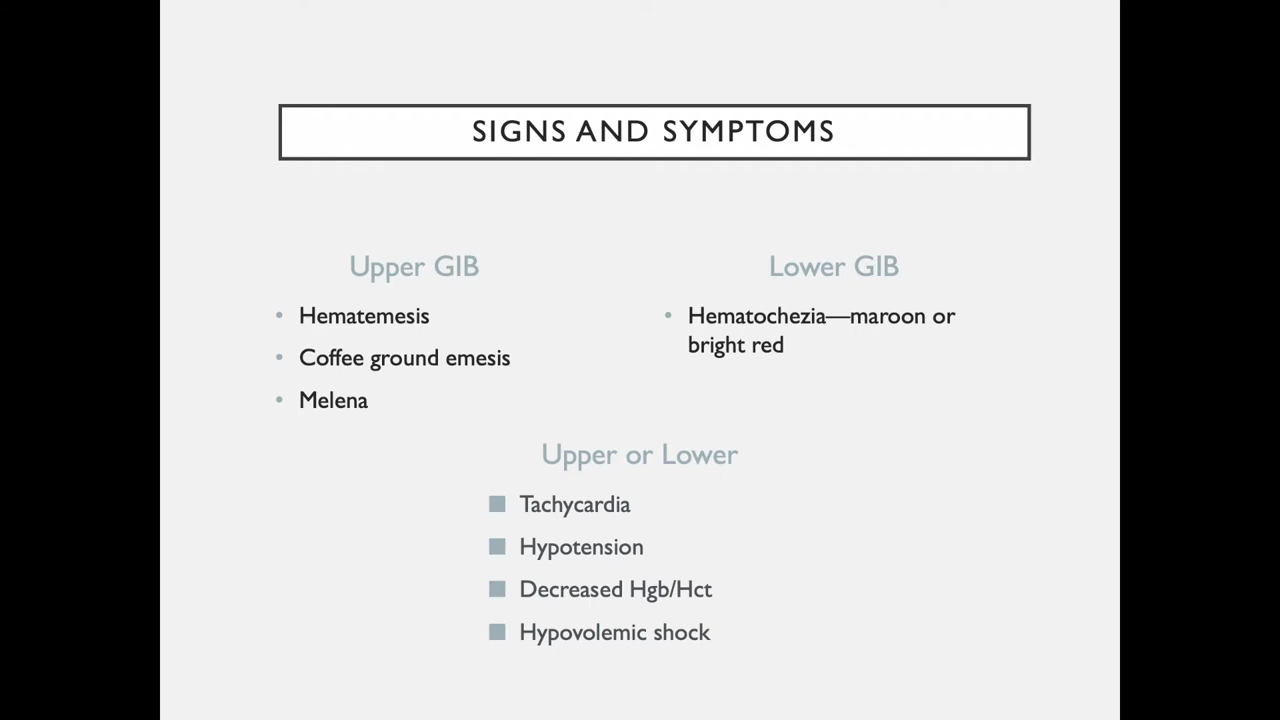 SIGNS AND SYMPTOMS
Upper GIB
• Hematemesis
• Coffee ground emesis
• Melena
Lower GIB
• Hematochezia—maroon or
bright red
Upper or Lower
■ Tachycardia
■ Hypotension
■ Decreased Hgb/Hct
■ Hypovolemic shock